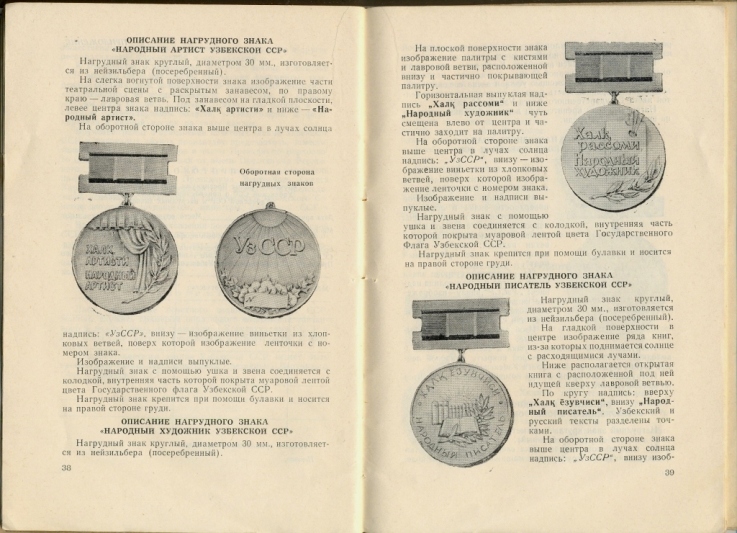 ОПИСАНИЕ НАГРУДНОГО ЗНАКА
«НАРОДНЫЙ АРТИСТ УЗБЕКСКОЙ ССР»
Нагрудный знак круглый, диаметром 30 мм., изготовляет-
ся из нейзильбера (посеребренный).
На слегка вогнутой поверхности знака изображение части
театральной сцены с раскрытым занавесом, по правому
краю — лавровая ветвь. Под занавесом на гладкой плоскости,
левее центра знака надпись: «Халқ артисти» и ниже — «На-
родный артист».
На оборотной стороне знака выше центра в лучах солнца
Оборотная сторона
нагрудных знаков
ХАЛҚ
АРТИСТИ
НАРОДНЫЙ
АРТИСТ
УзССР
надпись: «УзССР», внизу — изображение виньетки из хлоп-
ковых ветвей, поверх которой изображение ленточки с но-
мером знака.
Изображение и надписи выпуклые.
Нагрудный знак с помощью ушка и звена соединяется с
колодкой, внутренняя часть которой покрыта муаровой лентой
цвета Государственного флага Узбекской ССР.
Нагрудный знак крепится при помощи булавки и носится
на правой стороне груди.
ОПИСАНИЕ НАГРУДНОГО ЗНАКА
«НАРОДНЫЙ ХУДОЖНИК УЗБЕКСКОЙ ССР»
Нагрудный знак круглый, диаметром 30 мм., изготовляет-
ся из нейзильбера (посеребренный).
38
На плоской поверхности знака
изображение палитры с кистями
и лавровой ветви, расположенной
внизу и частично покрывающей
палитру.
Горизонтальная выпуклая над-
пись „Халқ рассоми" и ниже
„Народный художник" чуть
смещена влево от центра и ча-
стично заходит на палитру.
На оборотной стороне знака
выше центра в лучах солнца
надпись: „УзССР", внизу — изо-
бражение виньетки из хлопковых
ветвей, поверх которой изобра-
жение ленточки с номером знака.
Изображение и надписи вы-
пуклые.
Нагрудный знак с помощью
ушка и звена соединяется с колодкой, внутренняя часть
которой покрыта муаровой лентой цвета Государственного
Флага Узбекской ССР.
Нагрудный знак крепится при помощи булавки и носится
на правой стороне груди.
Халқ
рассоми
Народный
художник
ОПИСАНИЕ НАГРУДНОГО ЗНАКА
«НАРОДНЫЙ ПИСАТЕЛЬ УЗБЕКСКОЙ ССР»
ХАЛҚ ЁЗУВЧИСИ
НАРОДНЫЙ ПИСАТЕЛЬ
Нагрудный знак круглый,
диаметром 30 мм., изготовляется
из нейзильбера (посеребренный).
На гладкой поверхности в
центре изображение ряда книг,
из-за которых поднимается солнце
с расходящимися лучами.
Ниже располагается открытая
книга с расположенной под ней
идущей кверху лавровой ветвью.
По кругу надпись: вверху
„Халқ ёзувчиси", внизу „Народ-
ный писатель". Узбекский и
русский тексты разделены точ-
ками.
На оборотной стороне знака
выше центра в лучах солнца
надпись: „УзССР", внизу изоб-
39